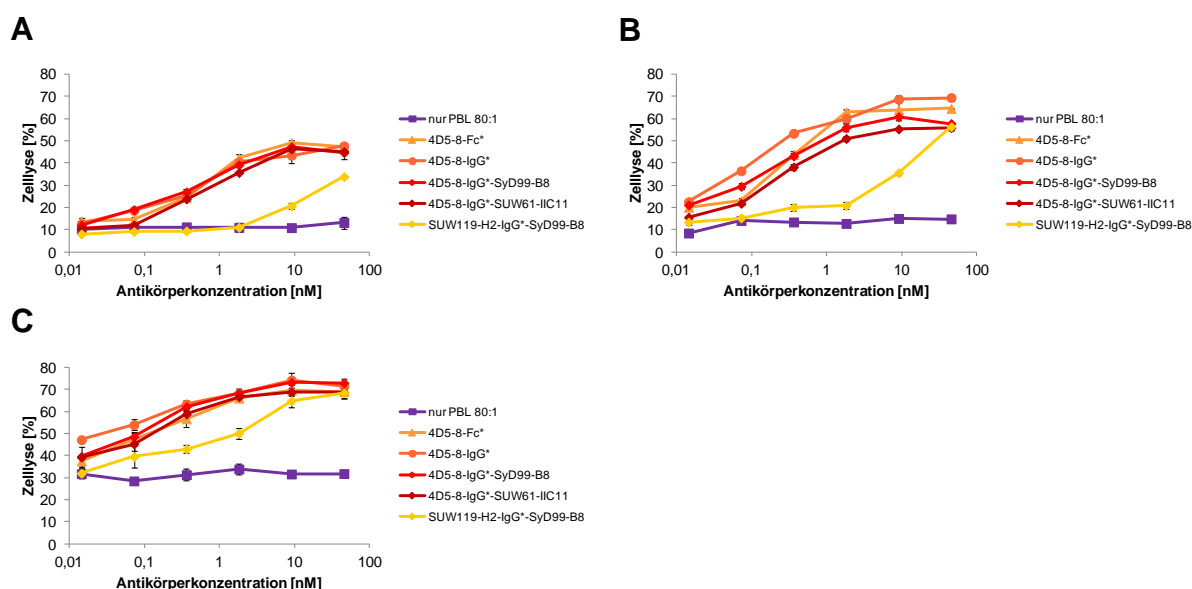 A
80
70
60
50
40
30
20
10
0
Zelllyse [%]
0,01
0,1
1
10
100
Antikörperkonzentration [nM]
nur PBL 80:1
4D5-8-Fc*
4D5-8-IgG*
4D5-8-IgG*-SyD99-B8
4D5-8-IgG*-SUW61-IIC11
SUW119-H2-IgG*-SyD99-B8
B
80
70
60
50
40
30
20
10
0
Zelllyse [%]
0,01
0,1
1
10
100
Antikörperkonzentration [nM]
nur PBL 80:1
4D5-8-Fc*
4D5-8-IgG*
4D5-8-IgG*-SyD99-B8
4D5-8-IgG*-SUW61-IIC11
SUW119-H2-IgG*-SyD99-B8
C
80
70
60
50
40
30
20
10
0
Zelllyse [%]
0,01
0,1
1
10
100
Antikörperkonzentration [nM]
nur PBL 80:1
4D5-8-Fc*
4D5-8-IgG*
4D5-8-IgG*-SyD99-B8
4D5-8-IgG*-SUW61-IIC11
SUW119-H2-IgG*-SyD99-B8